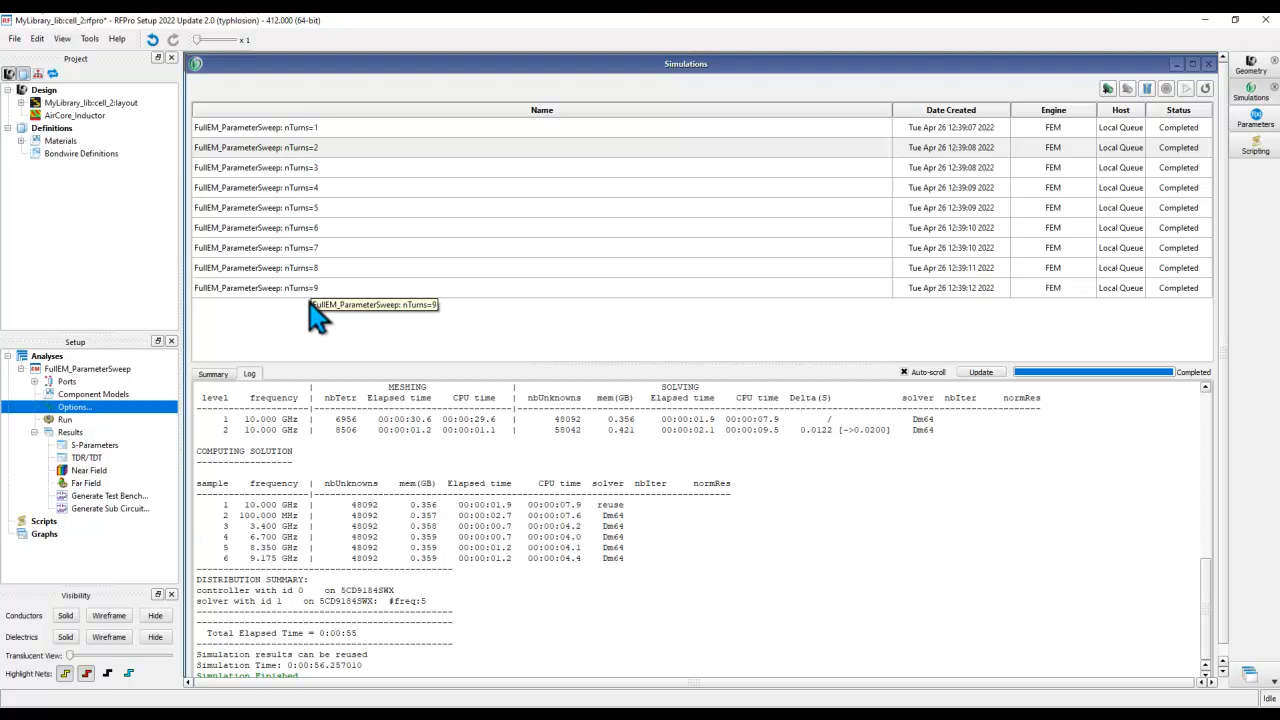 MyLibrary_lib:cell_2:rfpro* - RFPro Setup 2022 Update 2.0 (typhlosion) - 412.000 (64-bit)
File Edit View Tools Help x 1
Project
Design
MyLibrary_lib:cell_2:layout
AirCore_Inductor
Definitions
Materials
Bondwire Definitions
Setup
Analyses
FullEM_ParameterSweep
Ports
Component Models
Options...
Run
Results
S-Parameters
TDR/TDT
Near Field
Far Field
Generate Test Bench...
Generate Sub Circuit...
Scripts
Graphs
Visibility
Conductors Solid Wireframe Hide
Dielectrics Solid Wireframe Hide
Translucent View:
Highlight Nets:
Simulations
Name Date Created Engine Host Status
FullEM_ParameterSweep: nTurns=1 Tue Apr 26 12:39:07 2022 FEM Local Queue Completed
FullEM_ParameterSweep: nTurns=2 Tue Apr 26 12:39:08 2022 FEM Local Queue Completed
FullEM_ParameterSweep: nTurns=3 Tue Apr 26 12:39:08 2022 FEM Local Queue Completed
FullEM_ParameterSweep: nTurns=4 Tue Apr 26 12:39:09 2022 FEM Local Queue Completed
FullEM_ParameterSweep: nTurns=5 Tue Apr 26 12:39:09 2022 FEM Local Queue Completed
FullEM_ParameterSweep: nTurns=6 Tue Apr 26 12:39:10 2022 FEM Local Queue Completed
FullEM_ParameterSweep: nTurns=7 Tue Apr 26 12:39:10 2022 FEM Local Queue Completed
FullEM_ParameterSweep: nTurns=8 Tue Apr 26 12:39:11 2022 FEM Local Queue Completed
FullEM_ParameterSweep: nTurns=9 Tue Apr 26 12:39:12 2022 FEM Local Queue Completed
FullEM_ParameterSweep: nTurns=9
Summary Log Auto-scroll Update Completed
| MESHING | SOLVING
level frequency | nbTetr Elapsed time CPU time | nbUnknowns mem(GB) Elapsed time CPU time Delta(S) solver nbIter normRes
1 10.000 GHz | 6956 00:00:30.6 00:00:29.6 48092 0.356 00:00:01.9 00:00:07.9 / Dm64
2 10.000 GHz | 8506 00:00:01.2 00:00:01.1 58042 0.421 00:00:02.1 00:00:09.5 0.0122 [->0.0200] Dm64
COMPUTING SOLUTION
------------------
sample frequency | nbUnknowns mem(GB) Elapsed time CPU time solver nbIter normRes
1 10.000 GHz | 48092 0.356 00:00:01.9 00:00:07.9 reuse
2 100.000 MHz | 48092 0.357 00:00:02.7 00:00:07.6 Dm64
3 3.400 GHz | 48092 0.358 00:00:00.7 00:00:04.2 Dm64
4 6.700 GHz | 48092 0.359 00:00:00.7 00:00:04.0 Dm64
5 8.350 GHz | 48092 0.359 00:00:01.2 00:00:04.1 Dm64
6 9.175 GHz | 48092 0.359 00:00:01.2 00:00:04.4 Dm64
DISTRIBUTION SUMMARY:
controller with id 0 on 5CD9184SWX
solver with id 1 on 5CD9184SWX: #freq:5
Total Elapsed Time = 0:00:55
Simulation results can be reused
Simulation Time: 0:00:56.257010
Simulation Finished
Geometry
Simulations
f(x)
Parameters
Scripting
Idle